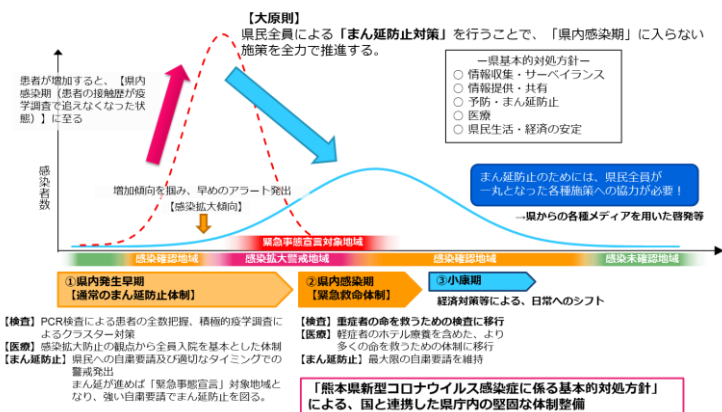 【大原則】
県民全員による「まん延防止対策」を行うことで、「県内感染期」に入らない
施策を全力で推進する。
患者が増加すると、【県内
感染期（患者の接触歴が疫
学調査で追えなくなった状
態）】に至る
ー県基本的対処方針ー
○ 情報収集・サーベイランス
○ 情報提供・共有
○ 予防・まん延防止
○ 医療
○ 県民生活・経済の安定
感染者数
増加傾向を掴み、早めのアラート発出
【感染拡大傾向】
まん延防止のためには、県民全員が
一丸となった各種施策への協力が必要！
→県からの各種メディアを用いた啓発等
緊急事態宣言対象地域
感染確認地域
感染拡大警戒地域
感染確認地域
感染未確認地域
①県内発生早期
【通常のまん延防止体制】
②県内感染期
【緊急救命体制】
③小康期
経済対策等による、日常へのシフト
【検査】PCR検査による患者の全数把握、積極的疫学調査に
よるクラスター対策
【医療】感染拡大防止の観点から全員入院を基本とした体制
【まん延防止】県民への自粛要請及び適切なタイミングでの
警戒発出
まん延が進めば「緊急事態宣言」対象地域と
なり、強い自粛要請でまん延防止を図る。
【検査】重症者の命を救うための検査に移行
【医療】軽症者のホテル療養を含めた、より
多くの命を救うための体制に移行
【まん延防止】最大限の自粛要請を維持
「熊本県新型コロナウイルス感染症に係る基本的対処方針」
による、国と連携した県庁内の堅固な体制整備